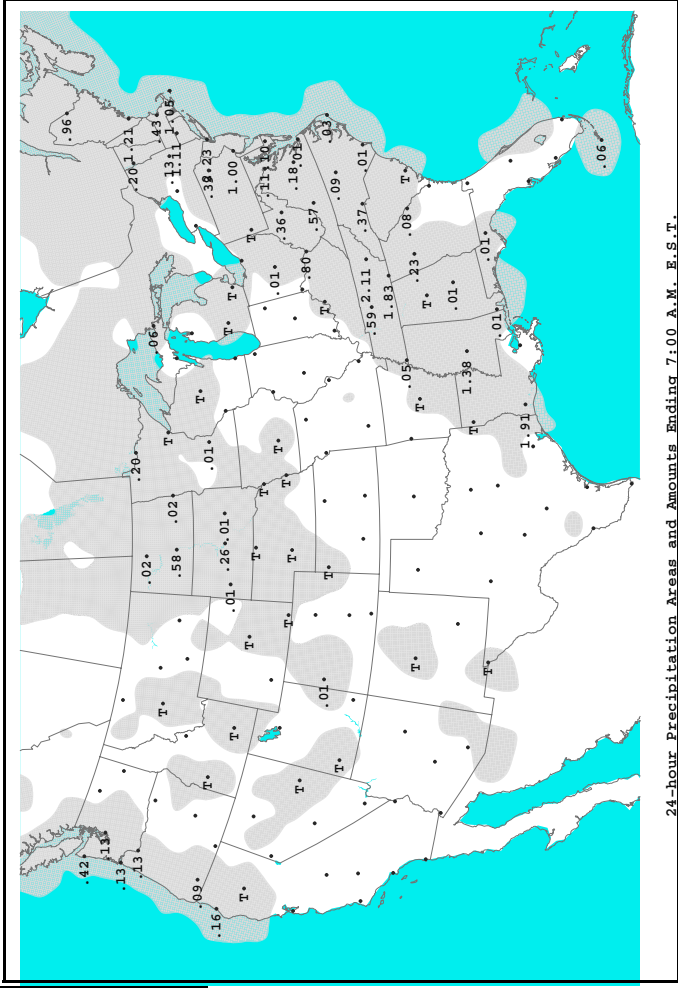 .96
.42
.13
.13
.20
1.21
.13
.20
.02
.06
.43
T
T
1.05
.13
.02
.11
.58
.09
T
T
.23
.01
.16
.26
.01
T
.01
T
1.00
T
T
T
T
T
T
.11
.10
.01
T
.36
T
T
T
.18
.01
T
.80
.57
.01
T
.03
T
.09
T
.37
.01
2.11
.59
1.83
T
.05
.08
.23
T
T
T
.01
1.38
T
.01
T
.01
1.91
.06
24-hour Precipitation Areas and Amounts Ending 7:00 A.M. E.S.T.